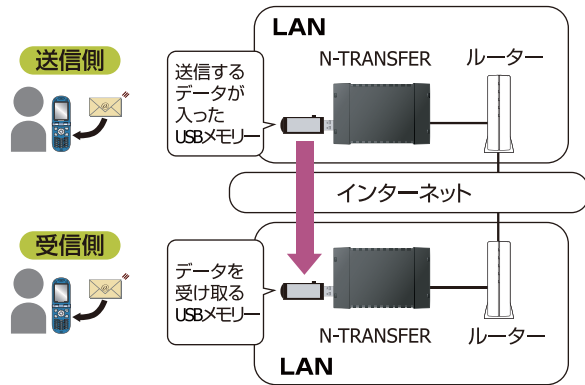 LAN
送信側
N-TRANSFER
ルーター
送信する
データが
入った
USBメモリー
インターネット
受信側
データを
受け取る
USBメモリー
N-TRANSFER
ルーター
LAN